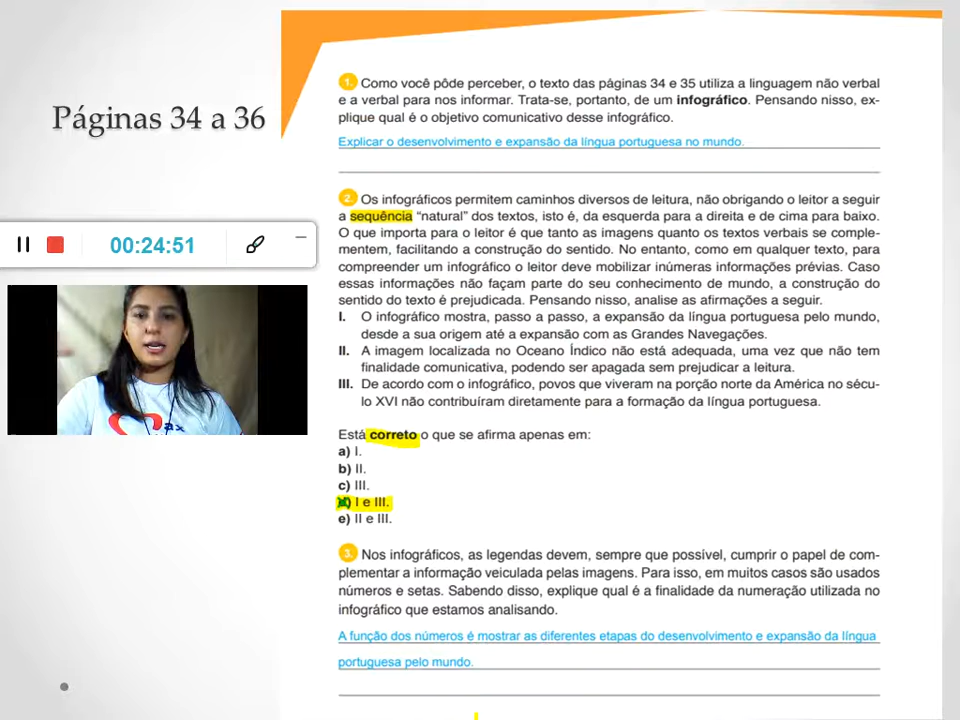 Páginas 34 a 36
00:24:51
ax
1. Como você pôde perceber, o texto das páginas 34 e 35 utiliza a linguagem não verbal
e a verbal para nos informar. Trata-se, portanto, de um infográfico. Pensando nisso, ex-
plique qual é o objetivo comunicativo desse infográfico.
Explicar o desenvolvimento e expansão da língua portuguesa no mundo.
2. Os infográficos permitem caminhos diversos de leitura, não obrigando o leitor a seguir
a sequência “natural” dos textos, isto é, da esquerda para a direita e de cima para baixo.
O que importa para o leitor é que tanto as imagens quanto os textos verbais se comple-
mentem, facilitando a construção do sentido. No entanto, como em qualquer texto, para
compreender um infográfico o leitor deve mobilizar inúmeras informações prévias. Caso
essas informações não façam parte do seu conhecimento de mundo, a construção do
sentido do texto é prejudicada. Pensando nisso, analise as afirmações a seguir.
I. O infográfico mostra, passo a passo, a expansão da língua portuguesa pelo mundo,
desde a sua origem até a expansão com as Grandes Navegações.
II. A imagem localizada no Oceano Índico não está adequada, uma vez que não tem
finalidade comunicativa, podendo ser apagada sem prejudicar a leitura.
III. De acordo com o infográfico, povos que viveram na porção norte da América no sécu-
lo XVI não contribuíram diretamente para a formação da língua portuguesa.
Está correto o que se afirma apenas em:
a) I.
b) II.
c) III.
d) I e III.
e) II e III.
3. Nos infográficos, as legendas devem, sempre que possível, cumprir o papel de com-
plementar a informação veiculada pelas imagens. Para isso, em muitos casos são usados
números e setas. Sabendo disso, explique qual é a finalidade da numeração utilizada no
infográfico que estamos analisando.
A função dos números é mostrar as diferentes etapas do desenvolvimento e expansão da língua
portuguesa pelo mundo.